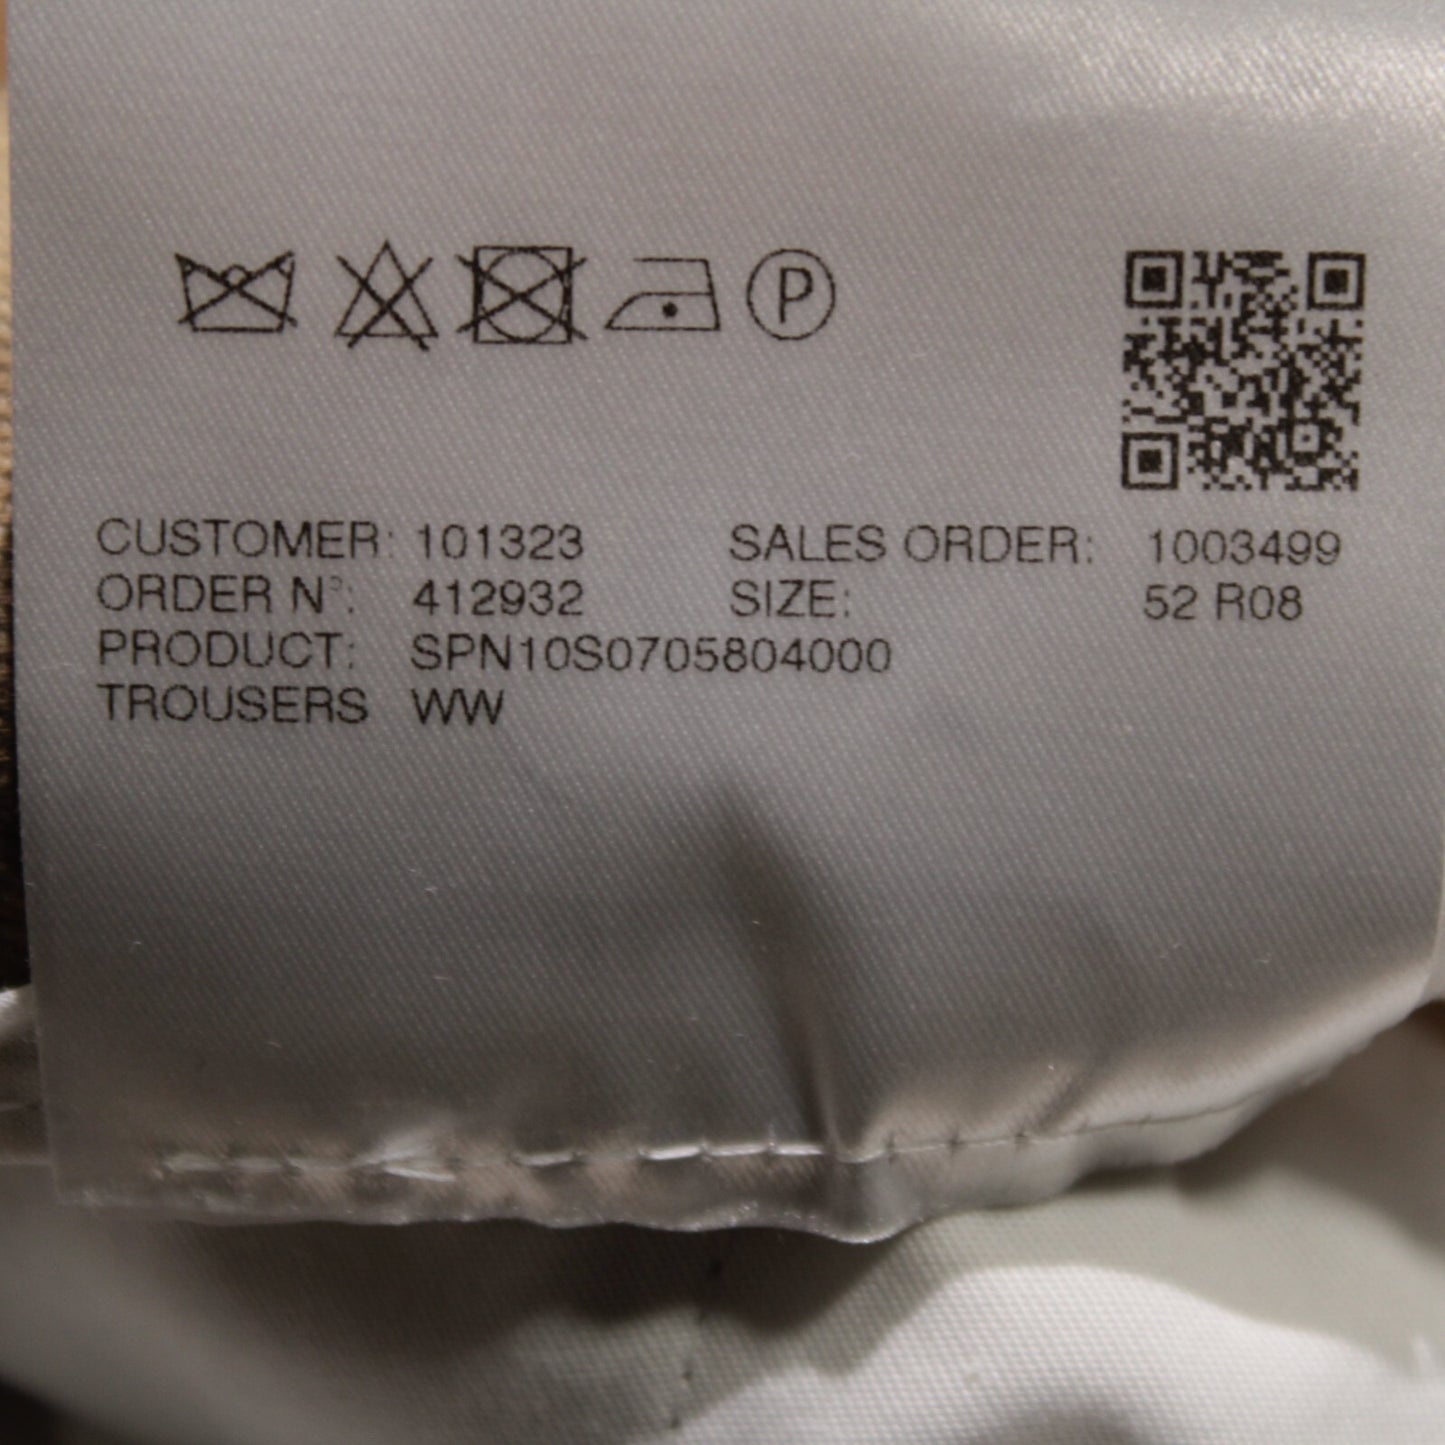 P
CUSTOMER: 101323 SALES ORDER: 1003499
ORDER N°: 412932 SIZE: 52 R08
PRODUCT: SPN10S0705804000
TROUSERS WW